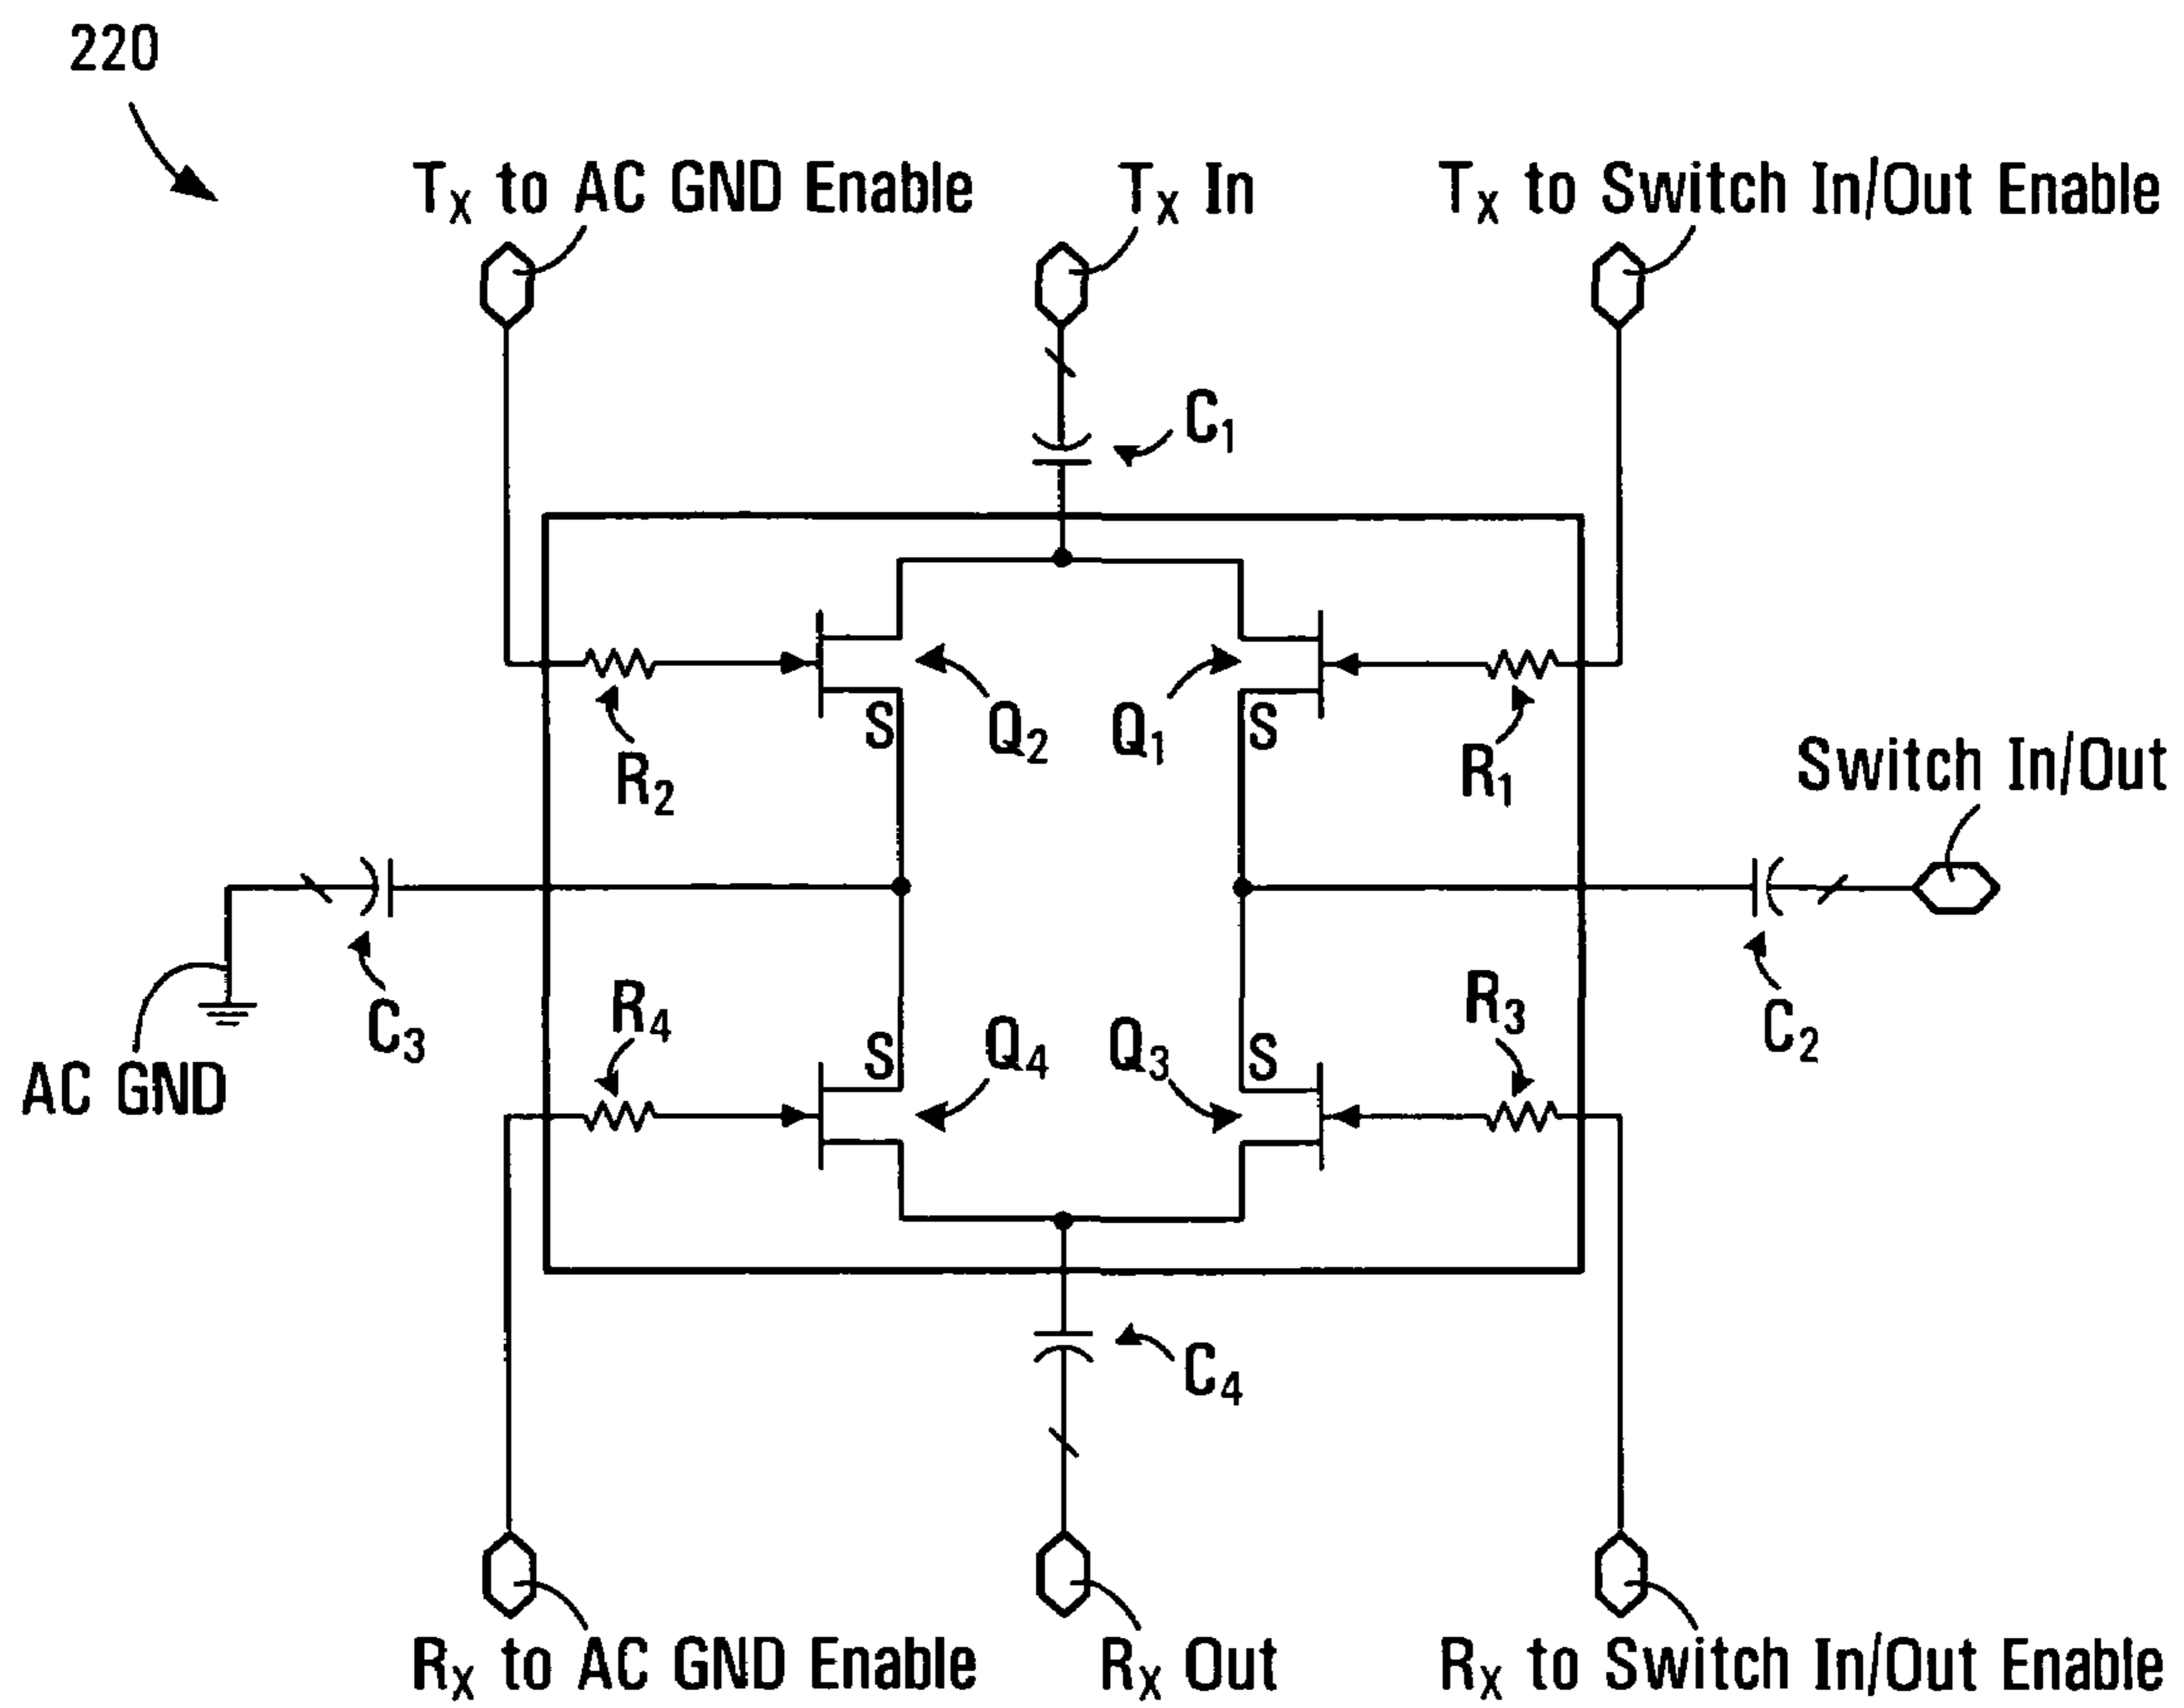 220
Tx to AC GND Enable
Tx In
Tx to Switch In/Out Enable
C1
S
Q2
Q1
S
R2
R1
Switch In/Out
C3
R4
S
Q4
Q3
S
R3
C2
AC GND
C4
Rx to AC GND Enable
Rx Out
Rx to Switch In/Out Enable